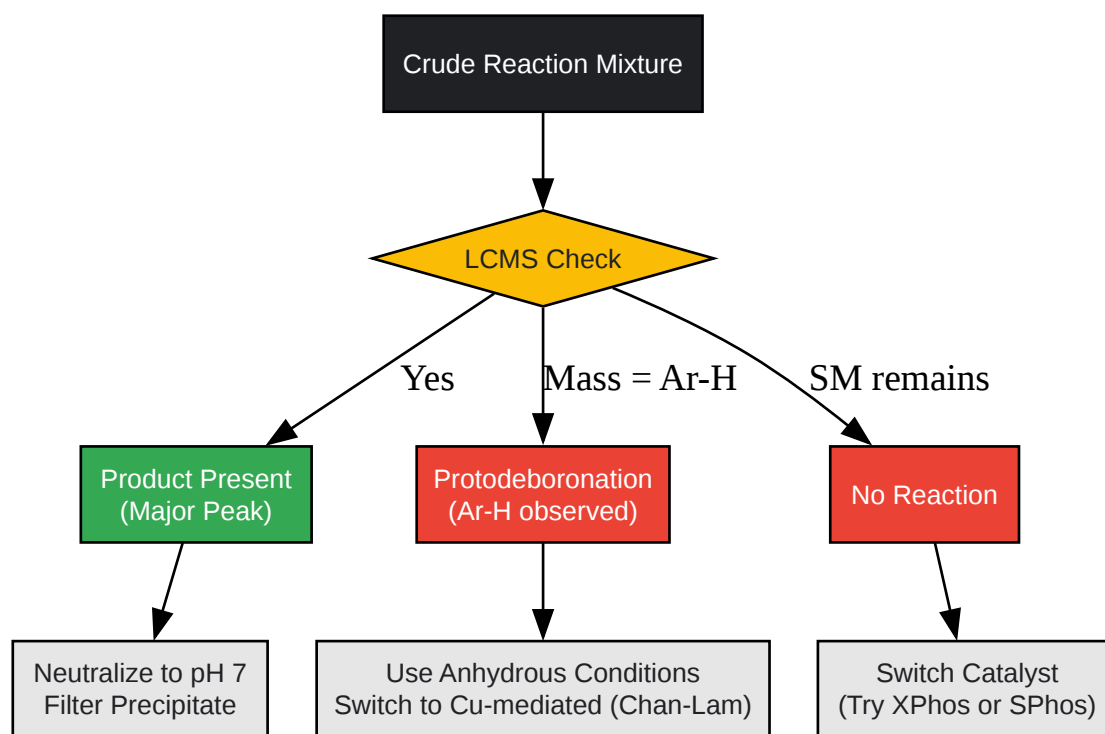 Crude Reaction Mixture
LCMS Check
Yes
Mass = Ar-H
SM remains
Product Present
(Major Peak)
Protodeboronation
(Ar-H observed)
No Reaction
Neutralize to pH 7
Filter Precipitate
Use Anhydrous Conditions
Switch to Cu-mediated (Chan-Lam)
Switch Catalyst
(Try XPhos or SPhos)